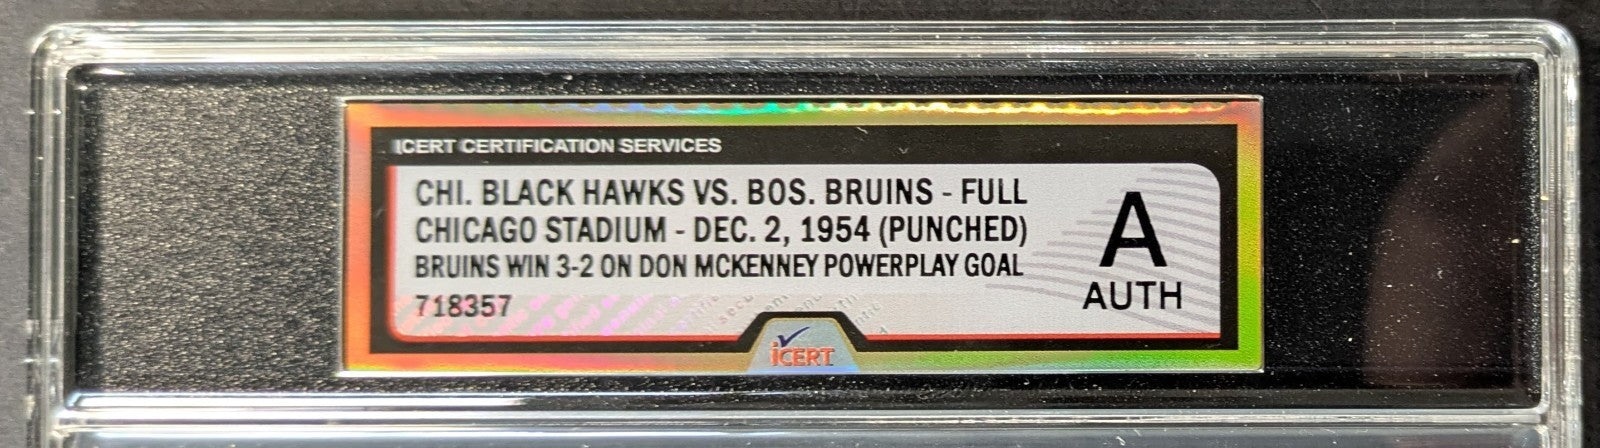 ICERT CERTIFICATION SERVICES
CHI. BLACK HAWKS VS. BOS. BRUINS - FULL
CHICAGO STADIUM - DEC. 2, 1954 (PUNCHED)
BRUINS WIN 3-2 ON DON MCKENNEY POWERPLAY GOAL
718357
A
AUTH
iCERT